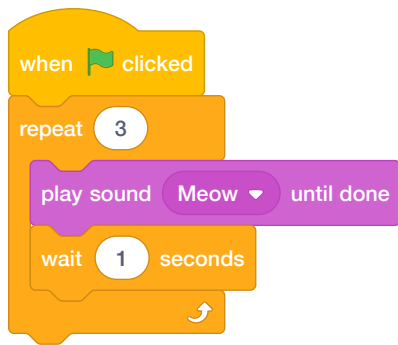 when clicked
repeat 3
play sound Meow until done
wait 1 seconds